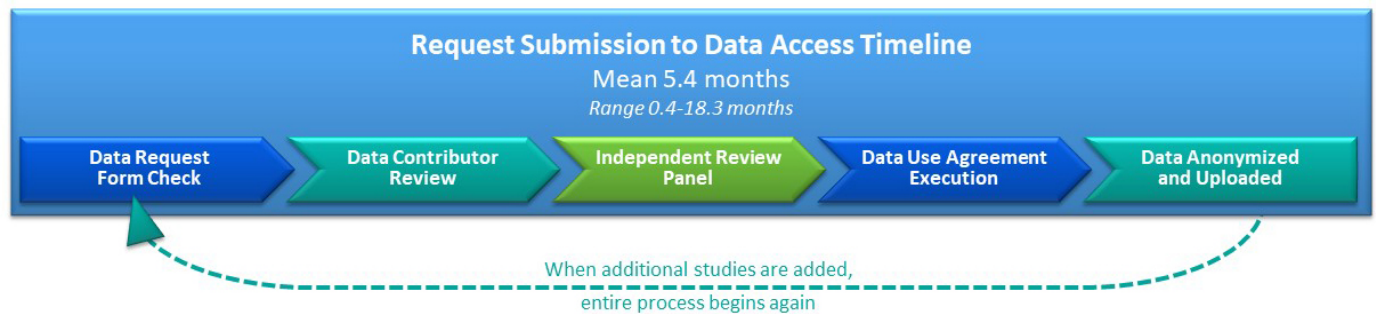 Request Submission to Data Access Timeline
Mean 5.4 months
Range 0.4-18.3 months
Data Request
Form Check
Data Contributor
Review
Independent Review
Panel
Data Use Agreement
Execution
Data Anonymized
and Uploaded
When additional studies are added,
entire process begins again